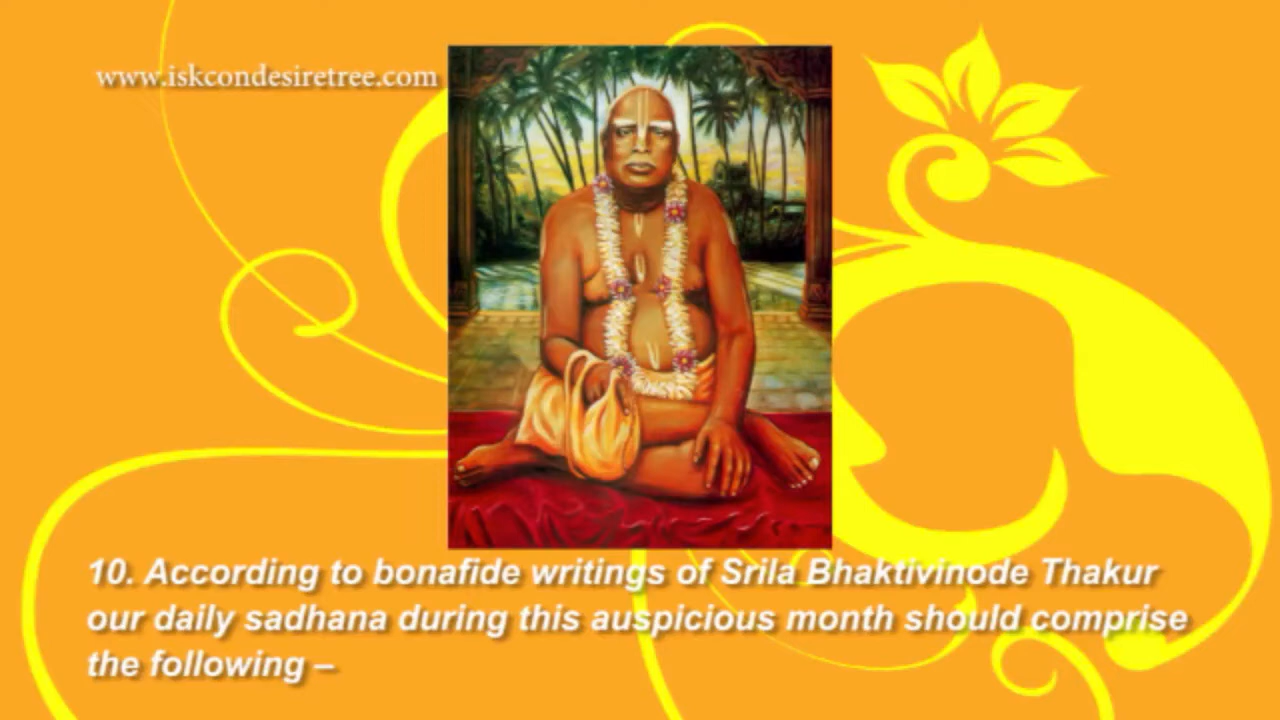 www.iskcondesiretree.com
10. According to bonafide writings of Srila Bhaktivinode Thakur
our daily sadhana during this auspicious month should comprise
the following –